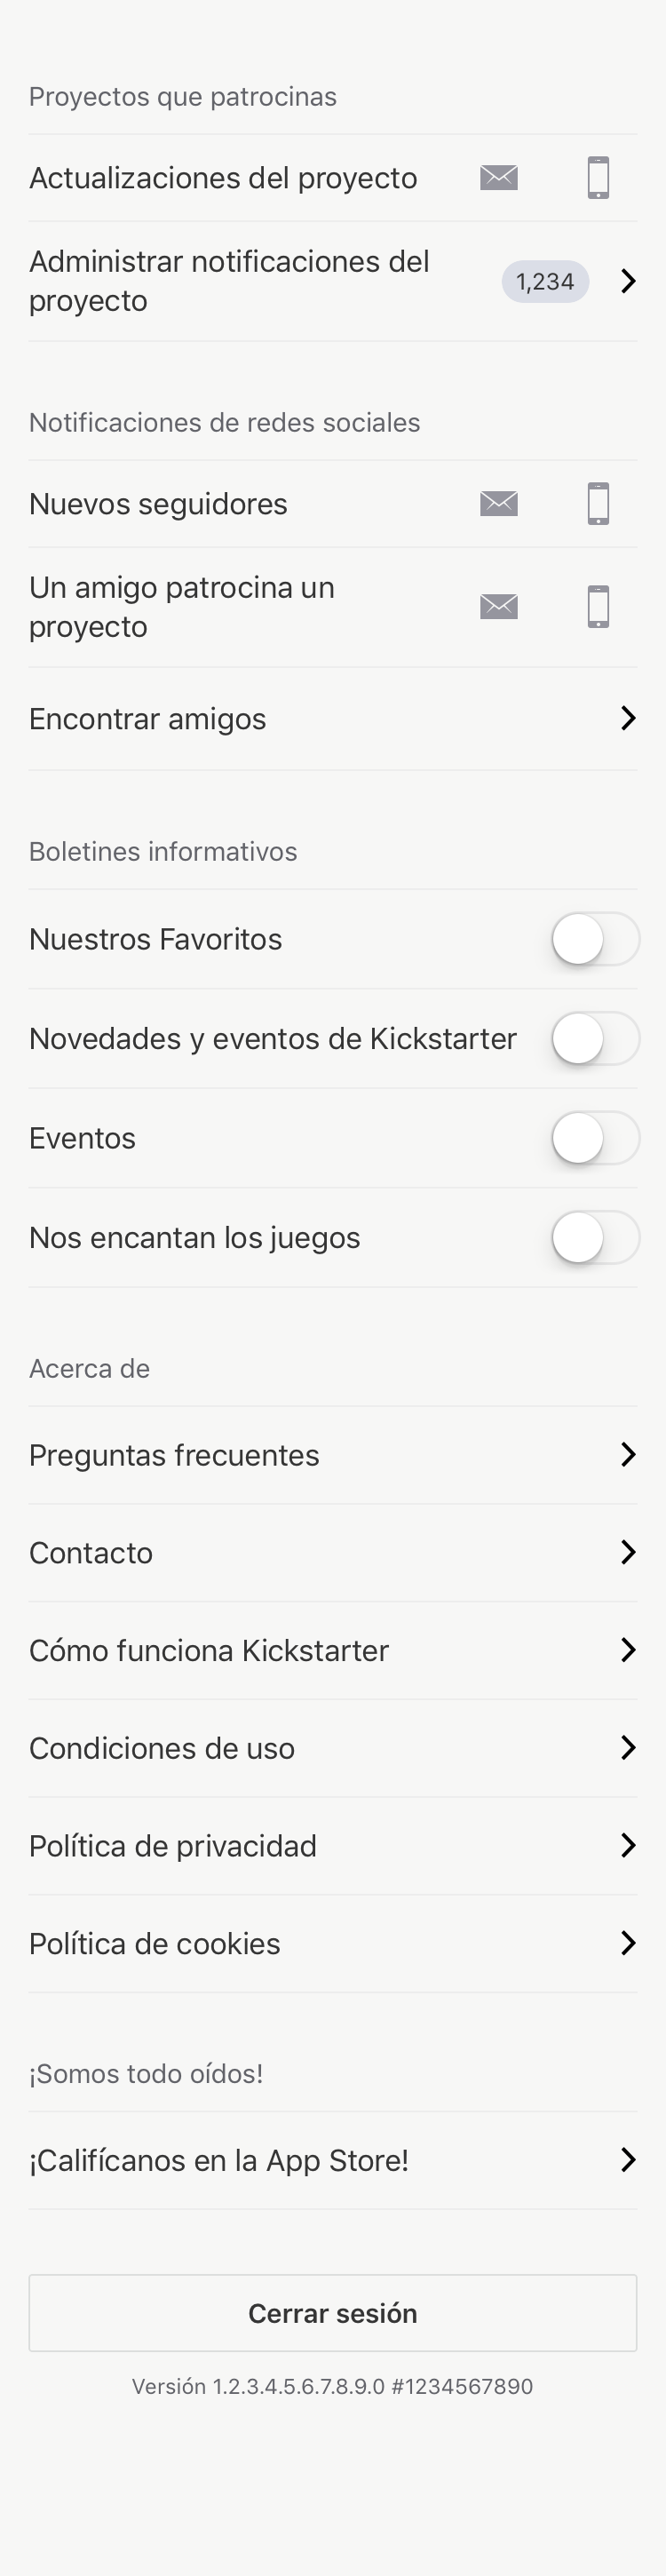 Proyectos que patrocinas
Actualizaciones del proyecto
Administrar notificaciones del
proyecto
1,234
Notificaciones de redes sociales
Nuevos seguidores
Un amigo patrocina un
proyecto
Encontrar amigos
Boletines informativos
Nuestros Favoritos
Novedades y eventos de Kickstarter
Eventos
Nos encantan los juegos
Acerca de
Preguntas frecuentes
Contacto
Cómo funciona Kickstarter
Condiciones de uso
Política de privacidad
Política de cookies
¡Somos todo oídos!
¡Califícanos en la App Store!
Cerrar sesión
Versión 1.2.3.4.5.6.7.8.9.0 #1234567890